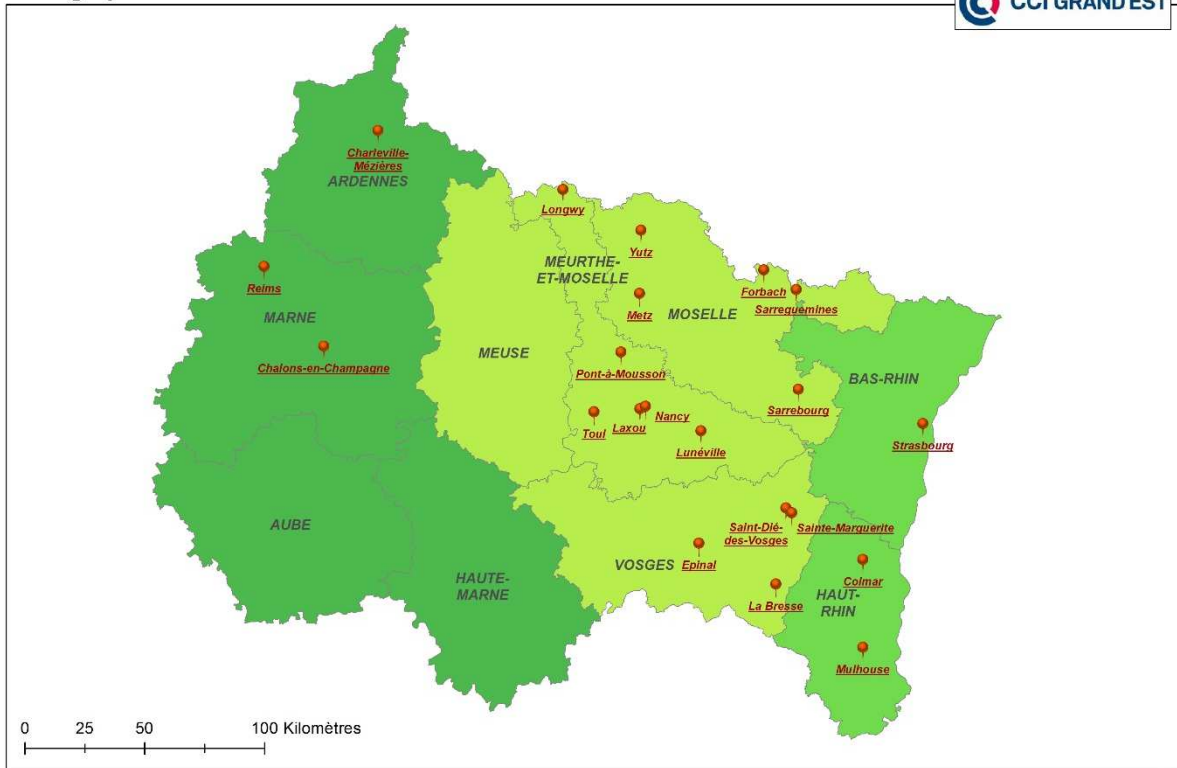 CCI GRAND EST
Charleville-
Mézières
ARDENNES
Longwy
Yutz
MEURTHE-
ET-MOSELLE
Reims
Forbach
Sarreguemines
Metz
MARNE
MOSELLE
Chalons-en-Champagne
MEUSE
Pont-à-Mousson
BAS-RHIN
Sarrebourg
Nancy
Toul
Laxou
Lunéville
Strasbourg
AUBE
Saint-Dié-
des-Vosges
Sainte-Marguerite
VOSGES
Epinal
HAUTE-
MARNE
Colmar
La Bresse
HAUT-
RHIN
Mulhouse
0 25 50 100 Kilomètres